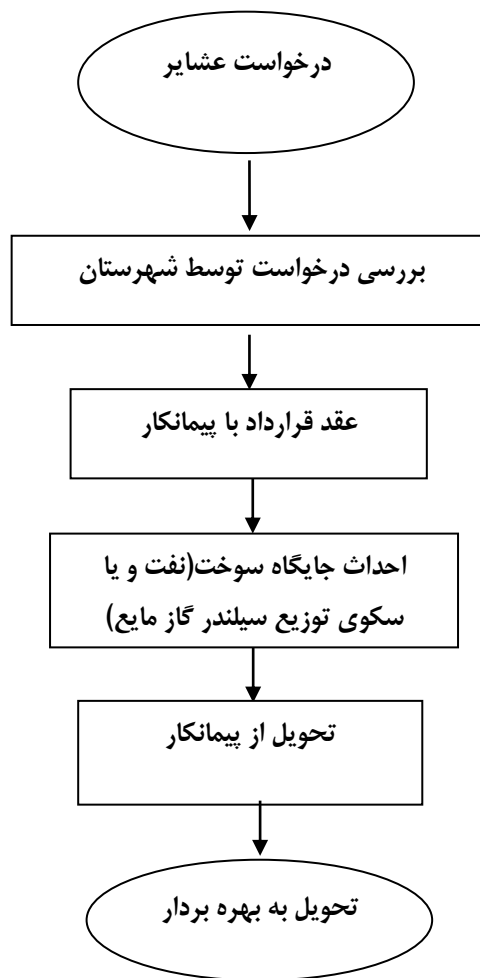 درخواست عشایر
بررسی درخواست توسط شهرستان
عقد قرارداد با پیمانکار
احداث جایگاه سوخت(نفت و یا
سکوی توزیع سیلندر گاز مایع)
تحویل از پیمانکار
تحویل به بهره بردار